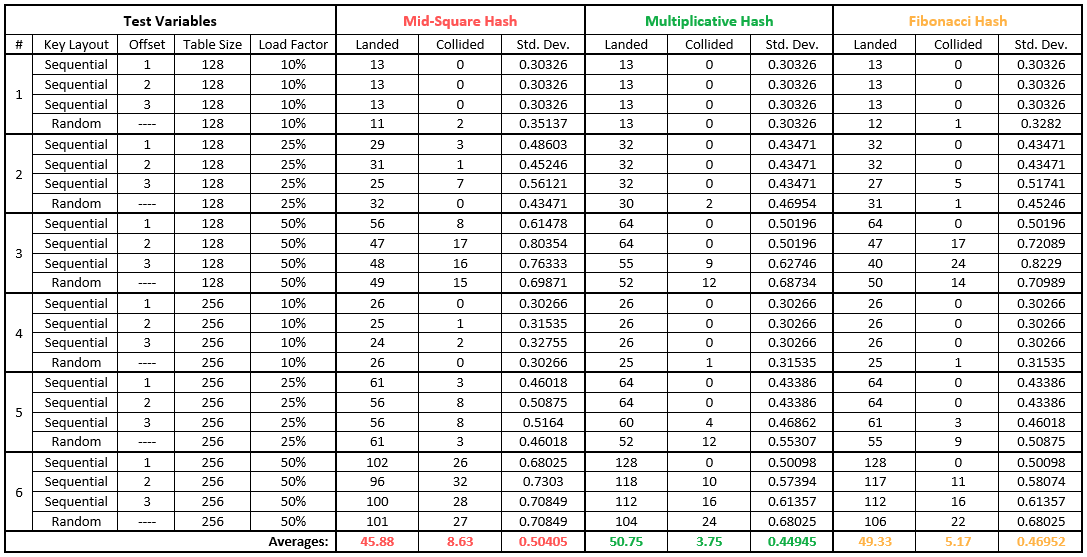 Test Variables Mid-Square Hash Multiplicative Hash Fibonacci Hash
# Key Layout Offset Table Size Load Factor Landed Collided Std. Dev. Landed Collided Std. Dev. Landed Collided Std. Dev.
1 Sequential 1 128 10% 13 0 0.30326 13 0 0.30326 13 0 0.30326
Sequential 2 128 10% 13 0 0.30326 13 0 0.30326 13 0 0.30326
Sequential 3 128 10% 13 0 0.30326 13 0 0.30326 13 0 0.30326
Random ---- 128 10% 11 2 0.35137 13 0 0.30326 12 1 0.3282
2 Sequential 1 128 25% 29 3 0.48603 32 0 0.43471 32 0 0.43471
Sequential 2 128 25% 31 1 0.45246 32 0 0.43471 32 0 0.43471
Sequential 3 128 25% 25 7 0.56121 32 0 0.43471 27 5 0.51741
Random ---- 128 25% 32 0 0.43471 30 2 0.46954 31 1 0.45246
3 Sequential 1 128 50% 56 8 0.61478 64 0 0.50196 64 0 0.50196
Sequential 2 128 50% 47 17 0.80354 64 0 0.50196 47 17 0.72089
Sequential 3 128 50% 48 16 0.76333 55 9 0.62746 40 24 0.8229
Random ---- 128 50% 49 15 0.69871 52 12 0.68734 50 14 0.70989
4 Sequential 1 256 10% 26 0 0.30266 26 0 0.30266 26 0 0.30266
Sequential 2 256 10% 25 1 0.31535 26 0 0.30266 26 0 0.30266
Sequential 3 256 10% 24 2 0.32755 26 0 0.30266 26 0 0.30266
Random ---- 256 10% 26 0 0.30266 25 1 0.31535 25 1 0.31535
5 Sequential 1 256 25% 61 3 0.46018 64 0 0.43386 64 0 0.43386
Sequential 2 256 25% 56 8 0.50875 64 0 0.43386 64 0 0.43386
Sequential 3 256 25% 56 8 0.5164 60 4 0.46862 61 3 0.46018
Random ---- 256 25% 61 3 0.46018 52 12 0.55307 55 9 0.50875
6 Sequential 1 256 50% 102 26 0.68025 128 0 0.50098 128 0 0.50098
Sequential 2 256 50% 96 32 0.7303 118 10 0.57394 117 11 0.58074
Sequential 3 256 50% 100 28 0.70849 112 16 0.61357 112 16 0.61357
Random ---- 256 50% 101 27 0.70849 104 24 0.68025 106 22 0.68025
Averages: 45.88 8.63 0.50405 50.75 3.75 0.44945 49.33 5.17 0.46952